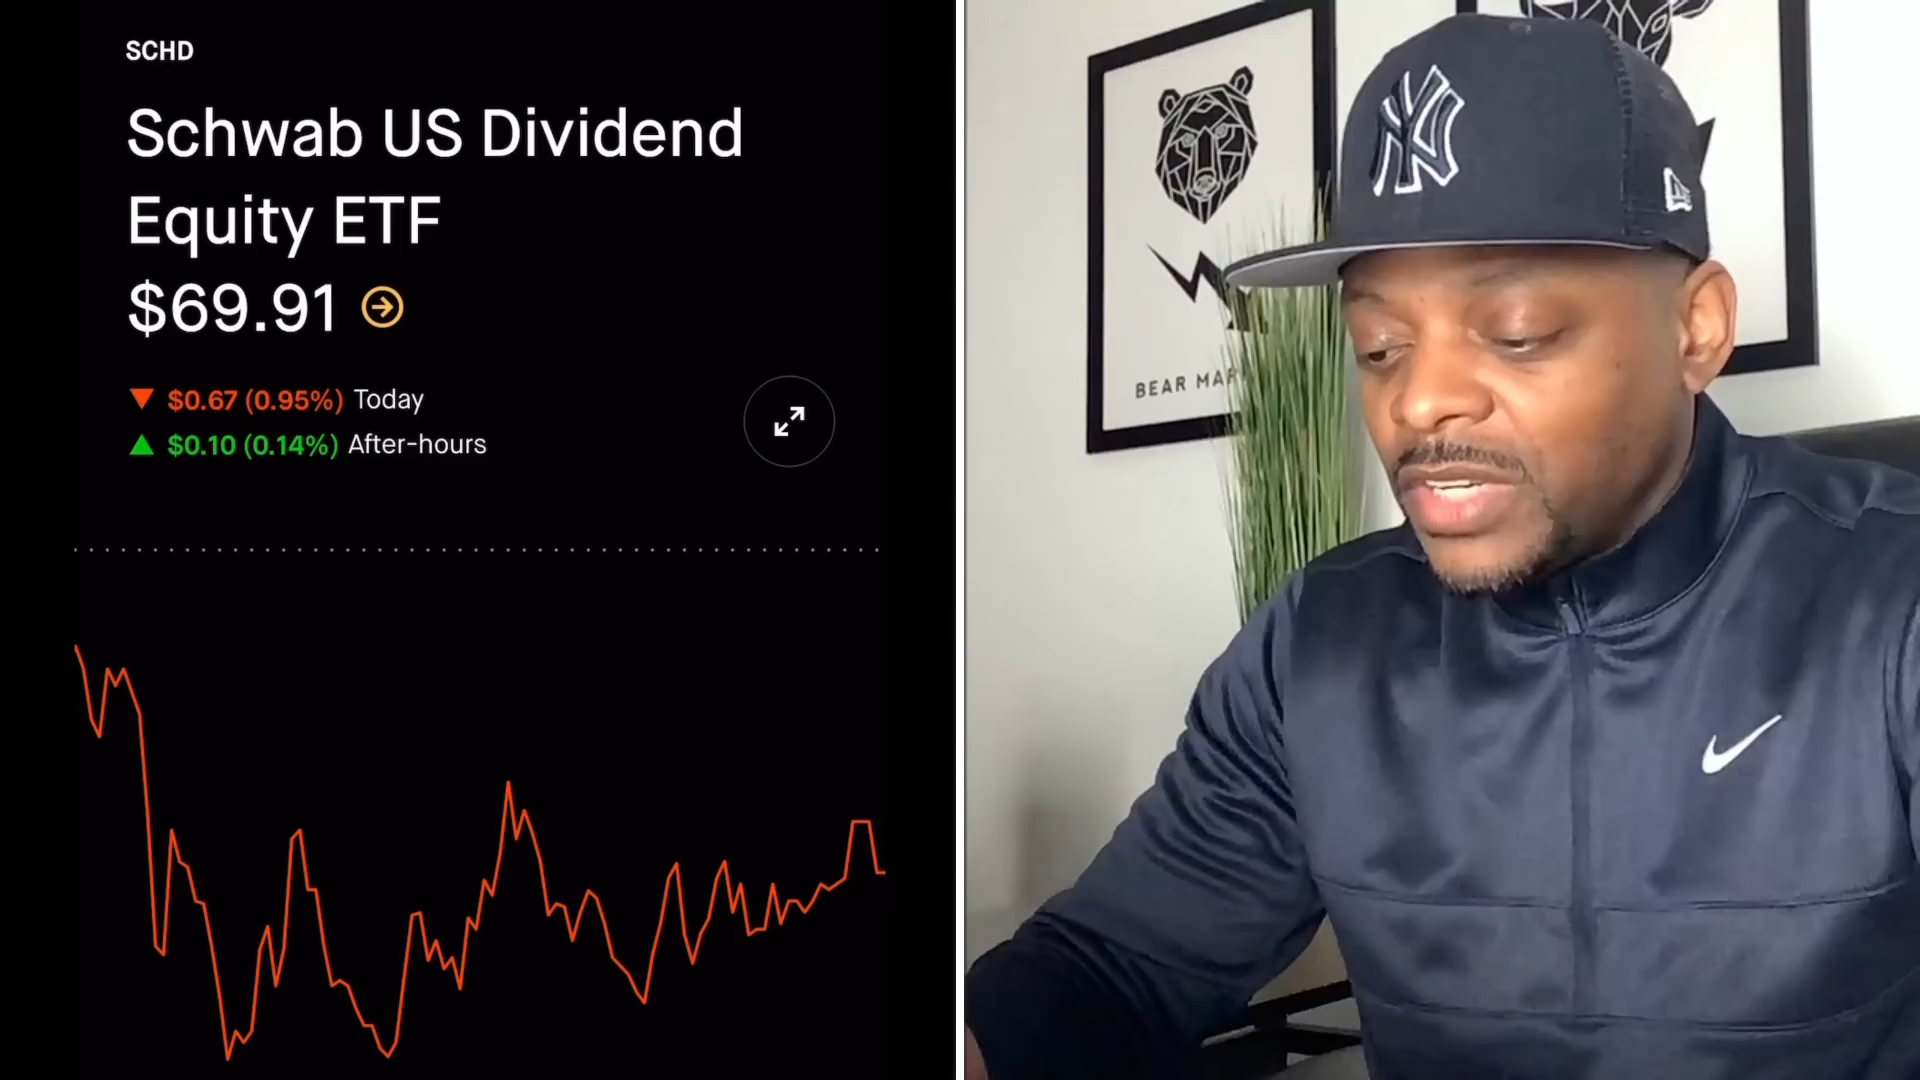 SCHD
Schwab US Dividend
Equity ETF
$69.91
$0.67 (0.95%) Today
$0.10 (0.14%) After-hours
NY
BEAR